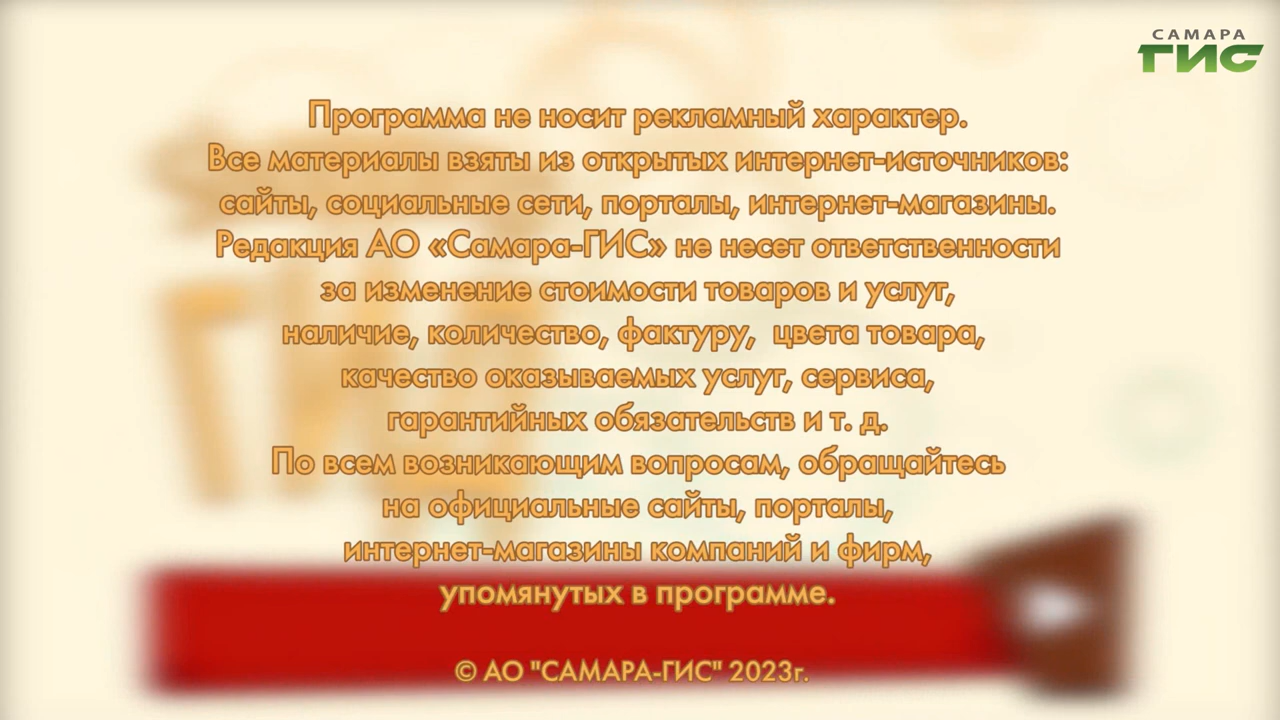 САМАРА
ГИС
Программа не носит рекламный характер.
Все материалы взяты из открытых интернет-источников:
сайты, социальные сети, порталы, интернет-магазины.
Редакция АО «Самара-ГИС» не несет ответственности
за изменение стоимости товаров и услуг,
наличие, количество, фактуру,  цвета товара,
качество оказываемых услуг, сервиса,
гарантийных обязательств и т. д.
По всем возникающим вопросам, обращайтесь
на официальные сайты, порталы,
интернет-магазины компаний и фирм,
упомянутых в программе.
© АО "САМАРА-ГИС" 2023г.